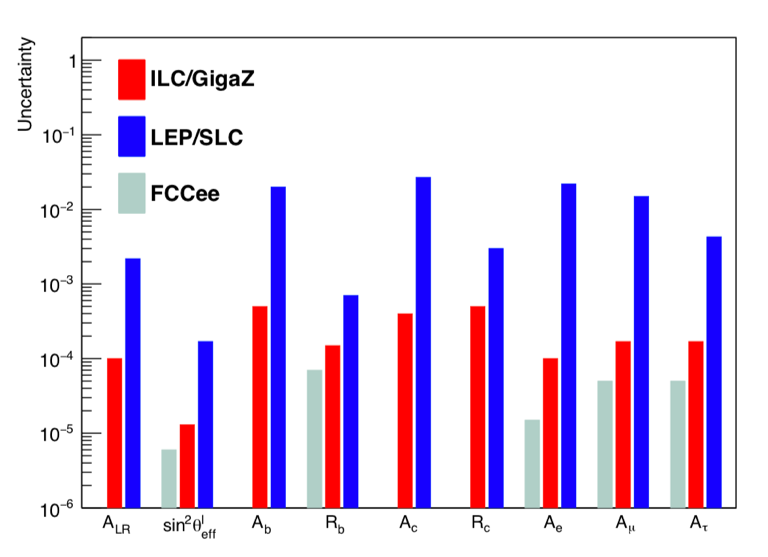 Uncertainty
1
10⁻¹
10⁻²
10⁻³
10⁻⁴
10⁻⁵
10⁻⁶
ILC/GigaZ
LEP/SLC
FCCee
A_LR sin²θ^l_eff A_b R_b A_c R_c A_e A_μ A_τ